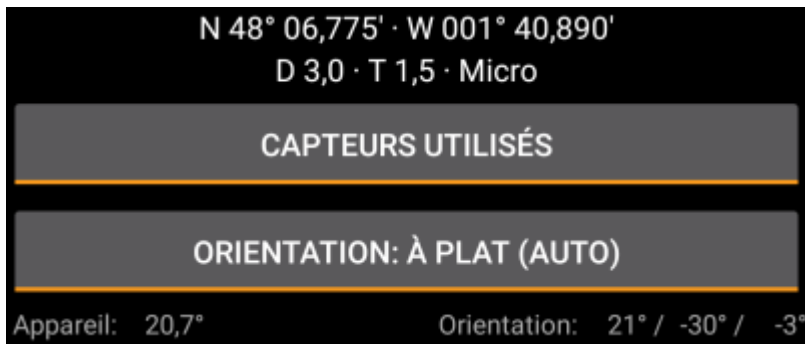 N 48° 06,775' · W 001° 40,890'
D 3,0 · T 1,5 · Micro
CAPTEURS UTILISÉS
ORIENTATION: À PLAT (AUTO)
Appareil: 20,7° Orientation: 21° / -30° / -3°